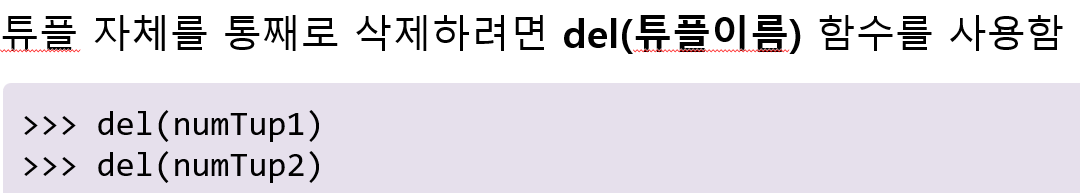 튜플 자체를 통째로 삭제하려면 del(튜플이름) 함수를 사용함
>>> del(numTup1)
>>> del(numTup2)